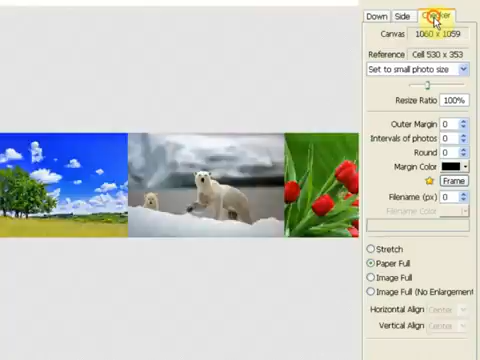 Down Side Checker
Canvas 1060 x 1059
Reference Cell 530 x 353
Set to small photo size
Resize Ratio 100%
Outer Margin 0
Intervals of photos 0
Round 0
Margin Color
Frame
Filename (px) 0
Filename Color
Stretch
Paper Full
Image Full
Image Full (No Enlargement
Horizontal Align Center
Vertical Align Center